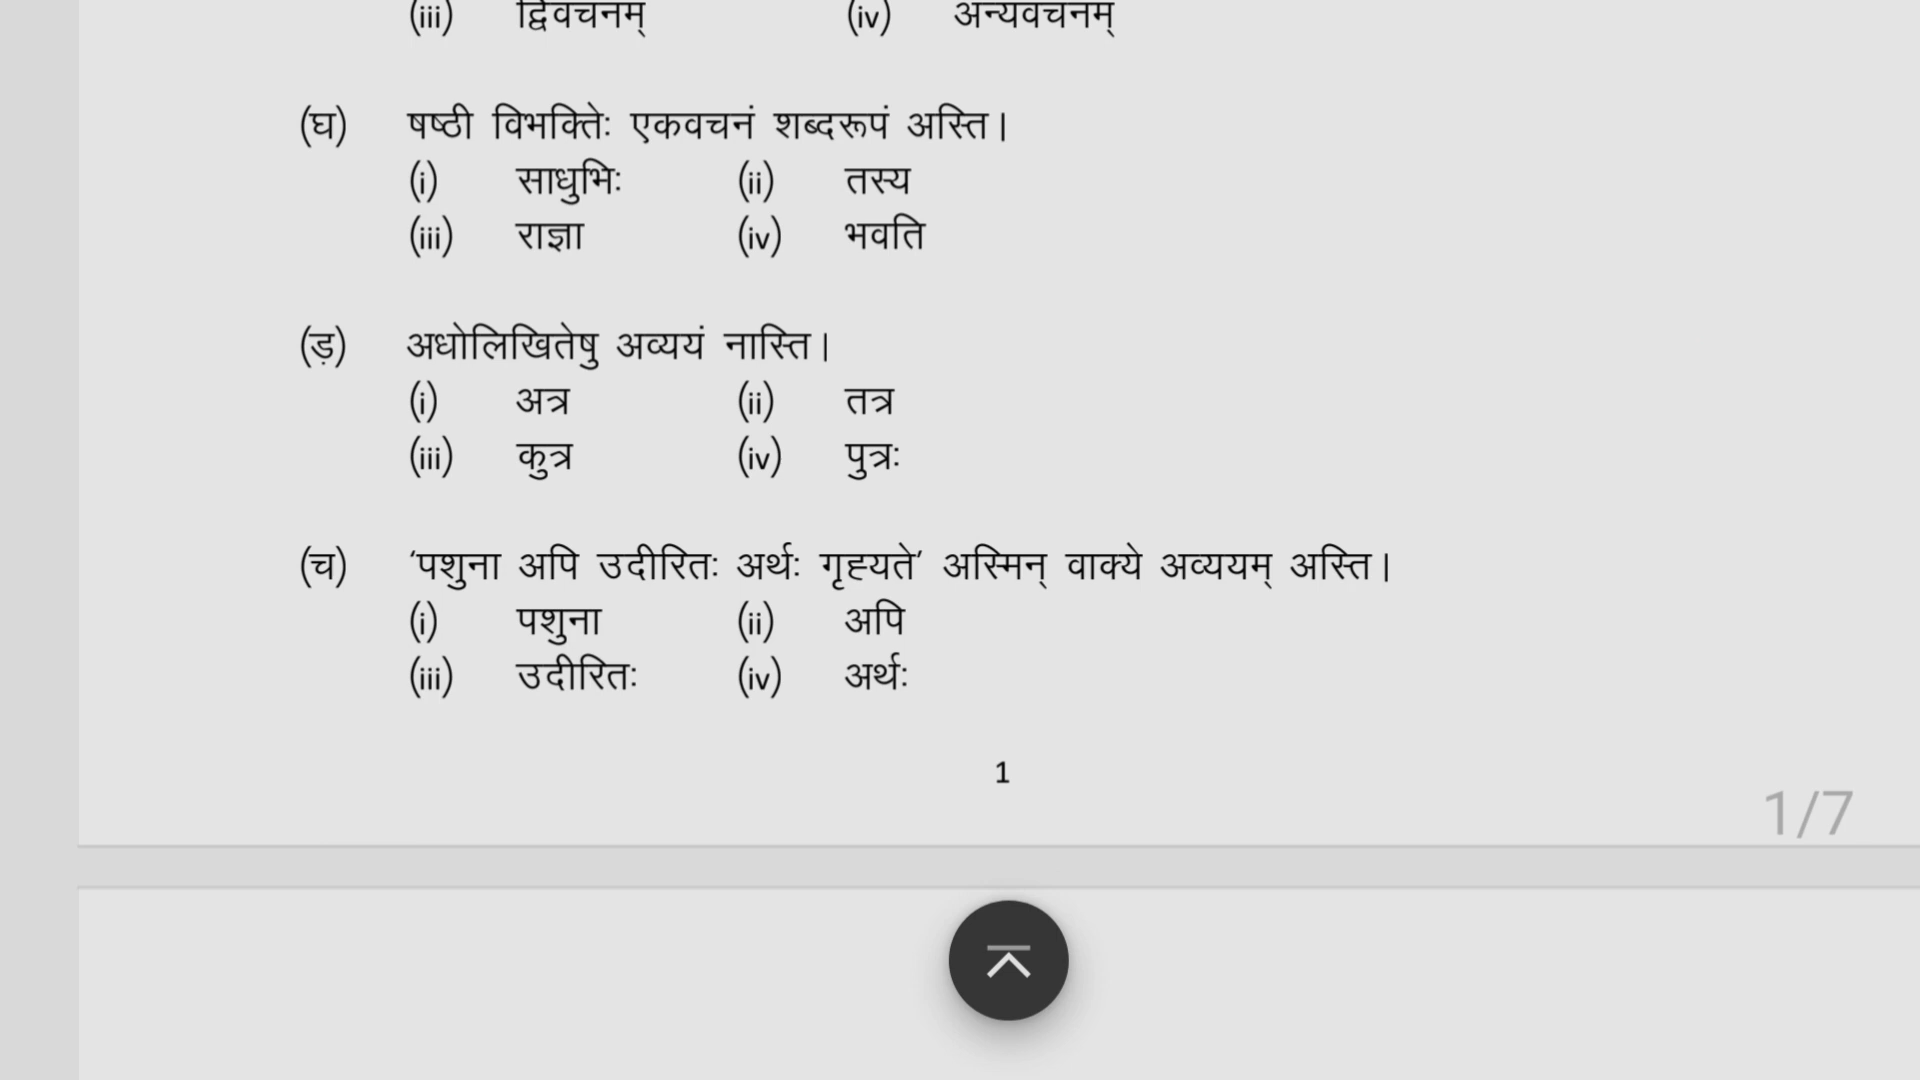 (iii) द्विवचनम् (iv) अन्यवचनम्
(घ) षष्ठी विभक्तिेः एकवचनं शब्दरूपं अस्ति।
(i) साधुभिः (ii) तस्य
(iii) राज्ञा (iv) भवति
(ड़) अधोलिखितेषु अव्ययं नास्ति।
(i) अत्र (ii) तत्र
(iii) कुत्र (iv) पुत्रः
(च) ‘पशुना अपि उदीरितः अर्थः गृह्यते’ अस्मिन् वाक्ये अव्ययम् अस्ति।
(i) पशुना (ii) अपि
(iii) उदीरितः (iv) अर्थः
1
1/7